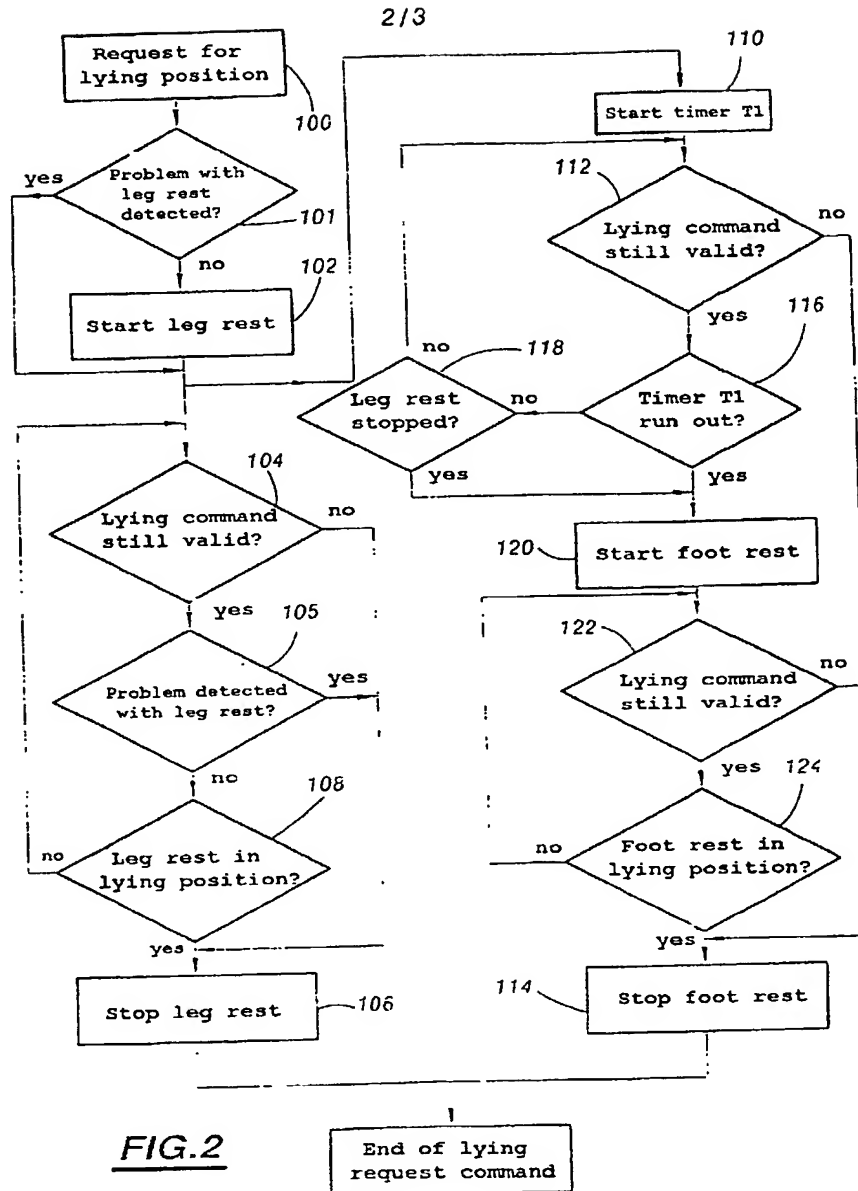 2/3
Request for
lying position
100
yes
Problem with
leg rest
detected?
101
no
102
Start leg rest
104
Lying command
still valid?
no
yes
105
Problem detected
with leg rest?
yes
no
108
Leg rest in
lying position?
no
yes
Stop leg rest
106
110
Start timer T1
112
Lying command
still valid?
no
yes
116
Timer T1
run out?
no
yes
118
no
Leg rest
stopped?
yes
120
Start foot rest
122
Lying command
still valid?
no
yes
124
Foot rest in
lying position?
no
yes
114
Stop foot rest
End of lying
request command
FIG.2